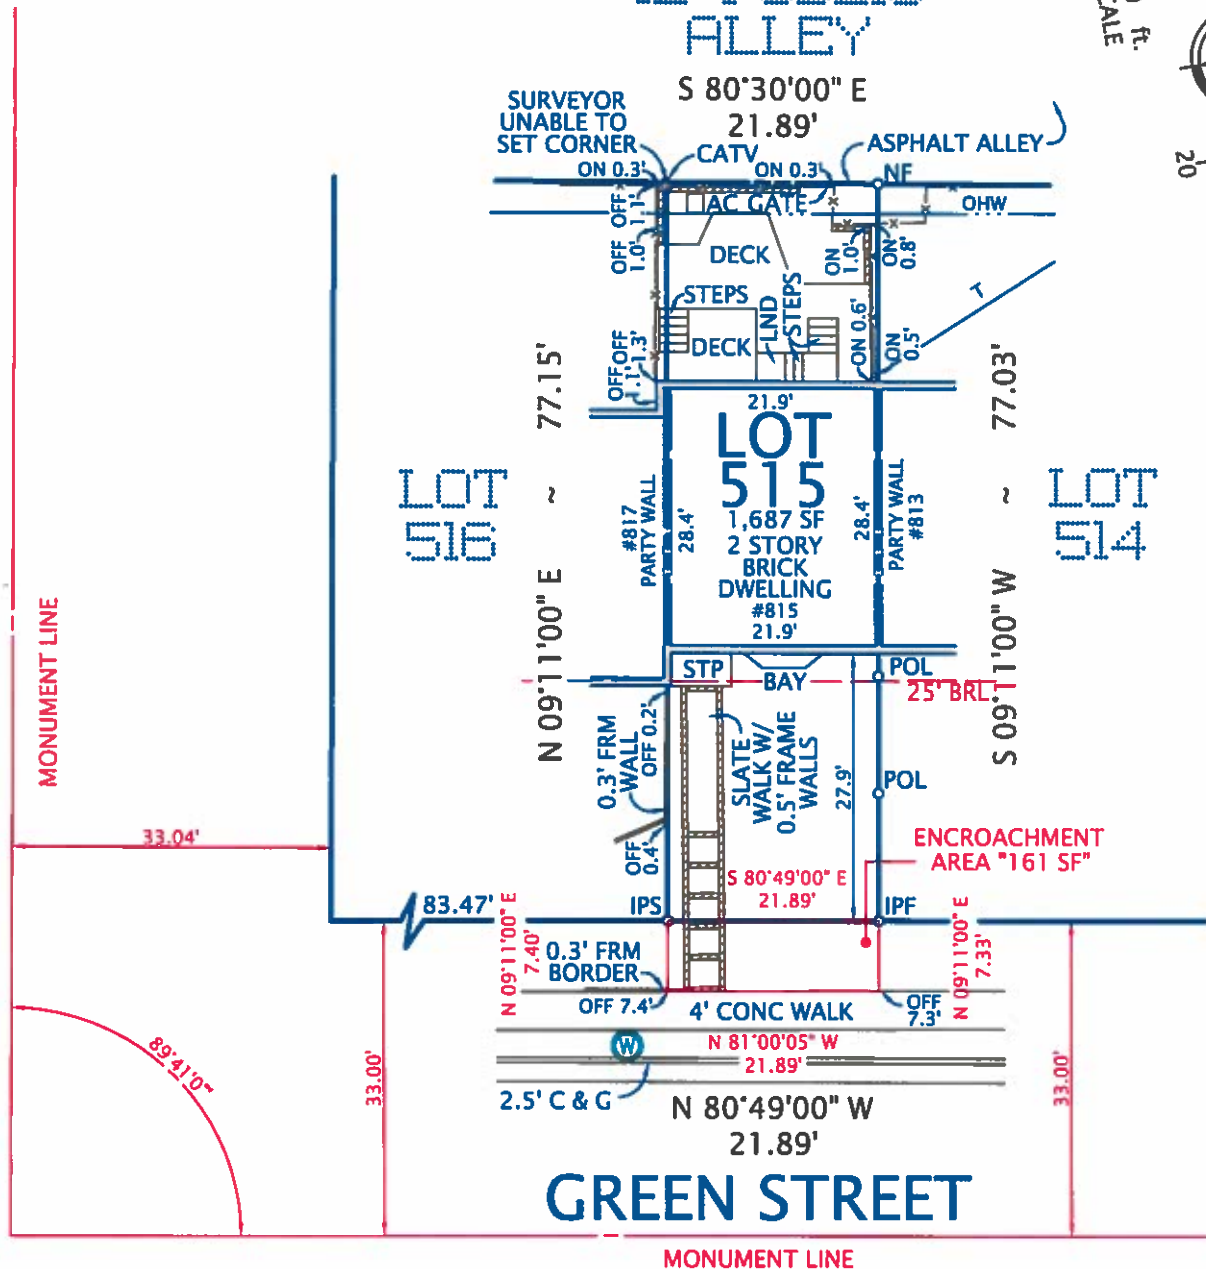 ALLEY
ft.
20
S 80°30'00" E
21.89'
SURVEYOR
UNABLE TO
SET CORNER
CATV
ASPHALT ALLEY
ON 0.3'
ON 0.3'
NF
AC GATE
OHW
OFF
1.1'
OFF
1.0'
DECK
ON
1.0'
ON
0.8'
STEPS
LND
STEPS
T
DECK
ON 0.6'
ON
0.5'
OFF
1.3'
OFF
1.1'
77.15'
~
N 09°11'00" E
77.03'
~
S 09°11'00" W
21.9'
LOT
515
1,687 SF
2 STORY
BRICK
DWELLING
#815
21.9'
28.4'
28.4'
#817
PARTY WALL
PARTY WALL
#813
LOT
516
LOT
514
MONUMENT LINE
STP
BAY
POL
25' BRL
0.3' FRM
WALL
OFF 0.2'
SLATE
WALK W/
0.5' FRAME
WALLS
27.9'
POL
33.04'
OFF
0.4'
ENCROACHMENT
AREA "161 SF"
S 80°49'00" E
21.89'
83.47'
IPS
IPF
N 09°11'00" E
7.40'
N 09°11'00" E
7.33'
0.3' FRM
BORDER
OFF 7.4'
4' CONC WALK
OFF
7.3'
W
N 81°00'05" W
21.89'
89°41'0"
33.00'
33.00'
2.5' C & G
N 80°49'00" W
21.89'
GREEN STREET
MONUMENT LINE